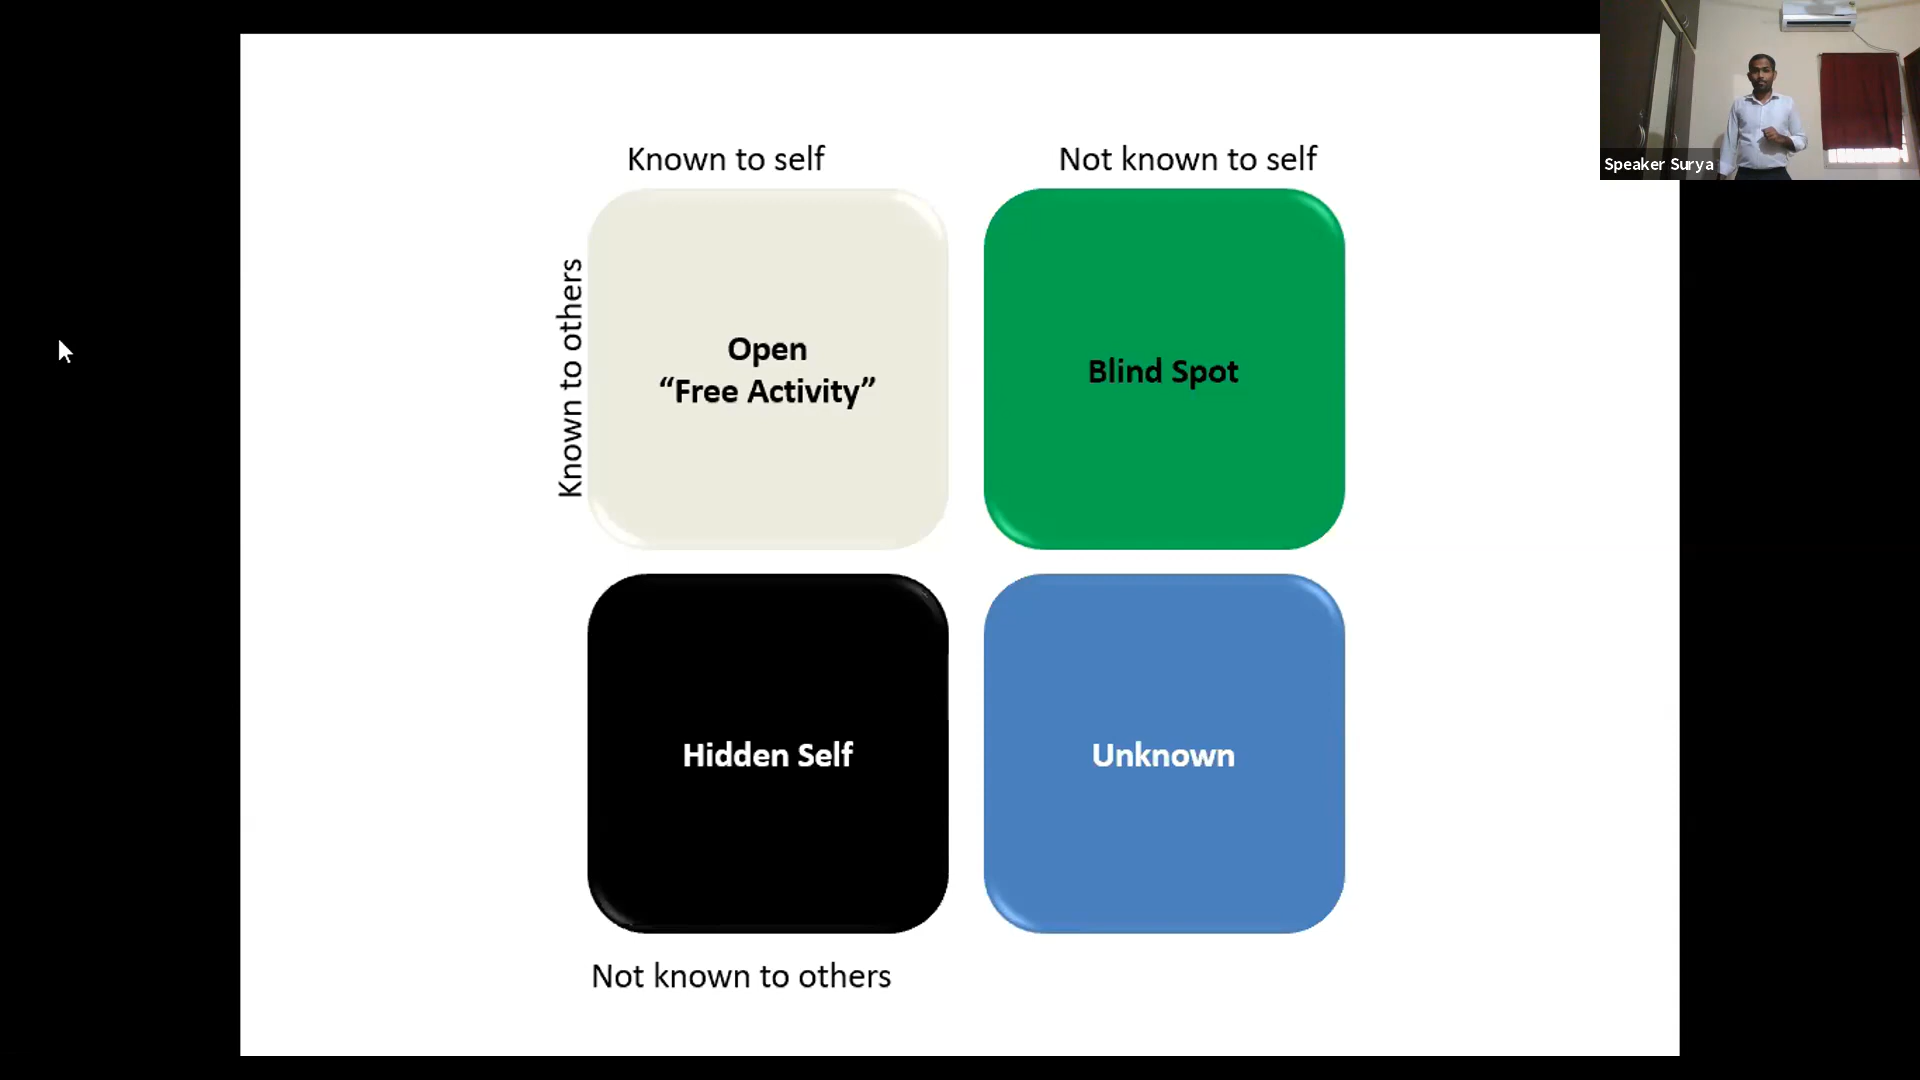 Known to self
Not known to self
Speaker Surya
Known to others
Open
“Free Activity”
Blind Spot
Hidden Self
Unknown
Not known to others